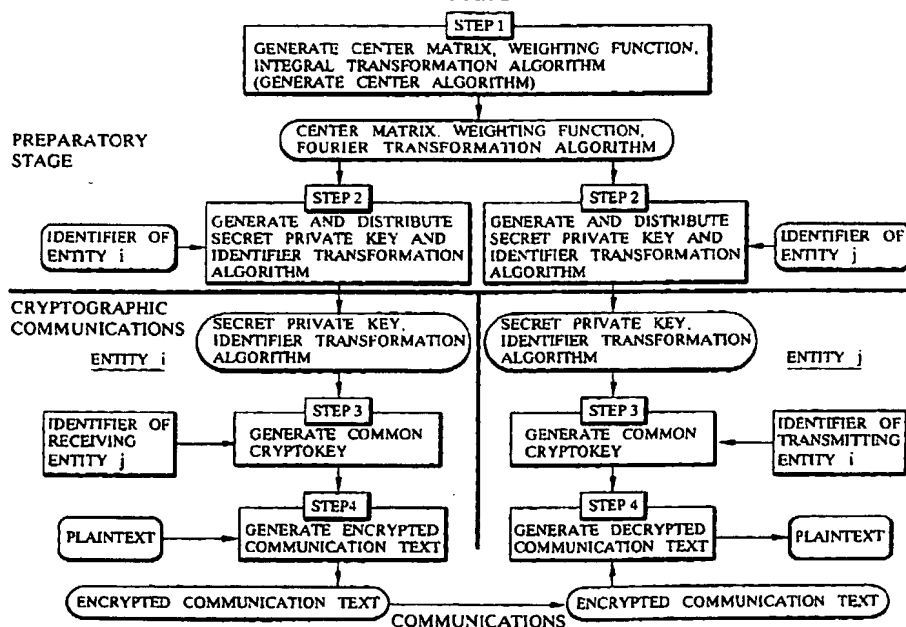 STEP 1
GENERATE CENTER MATRIX, WEIGHTING FUNCTION,
INTEGRAL TRANSFORMATION ALGORITHM
(GENERATE CENTER ALGORITHM)
PREPARATORY
STAGE
CENTER MATRIX. WEIGHTING FUNCTION,
FOURIER TRANSFORMATION ALGORITHM
IDENTIFIER OF
ENTITY i
STEP 2
GENERATE AND DISTRIBUTE
SECRET PRIVATE KEY AND
IDENTIFIER TRANSFORMATION
ALGORITHM
STEP 2
GENERATE AND DISTRIBUTE
SECRET PRIVATE KEY AND
IDENTIFIER TRANSFORMATION
ALGORITHM
IDENTIFIER OF
ENTITY j
CRYPTOGRAPHIC
COMMUNICATIONS
ENTITY i
SECRET PRIVATE KEY,
IDENTIFIER TRANSFORMATION
ALGORITHM
SECRET PRIVATE KEY,
IDENTIFIER TRANSFORMATION
ALGORITHM
ENTITY j
IDENTIFIER OF
RECEIVING
ENTITY j
STEP 3
GENERATE COMMON
CRYPTOKEY
STEP 3
GENERATE COMMON
CRYPTOKEY
IDENTIFIER OF
TRANSMITTING
ENTITY i
PLAINTEXT
STEP4
GENERATE ENCRYPTED
COMMUNICATION TEXT
STEP 4
GENERATE DECRYPTED
COMMUNICATION TEXT
PLAINTEXT
ENCRYPTED COMMUNICATION TEXT
COMMUNICATIONS
ENCRYPTED COMMUNICATION TEXT